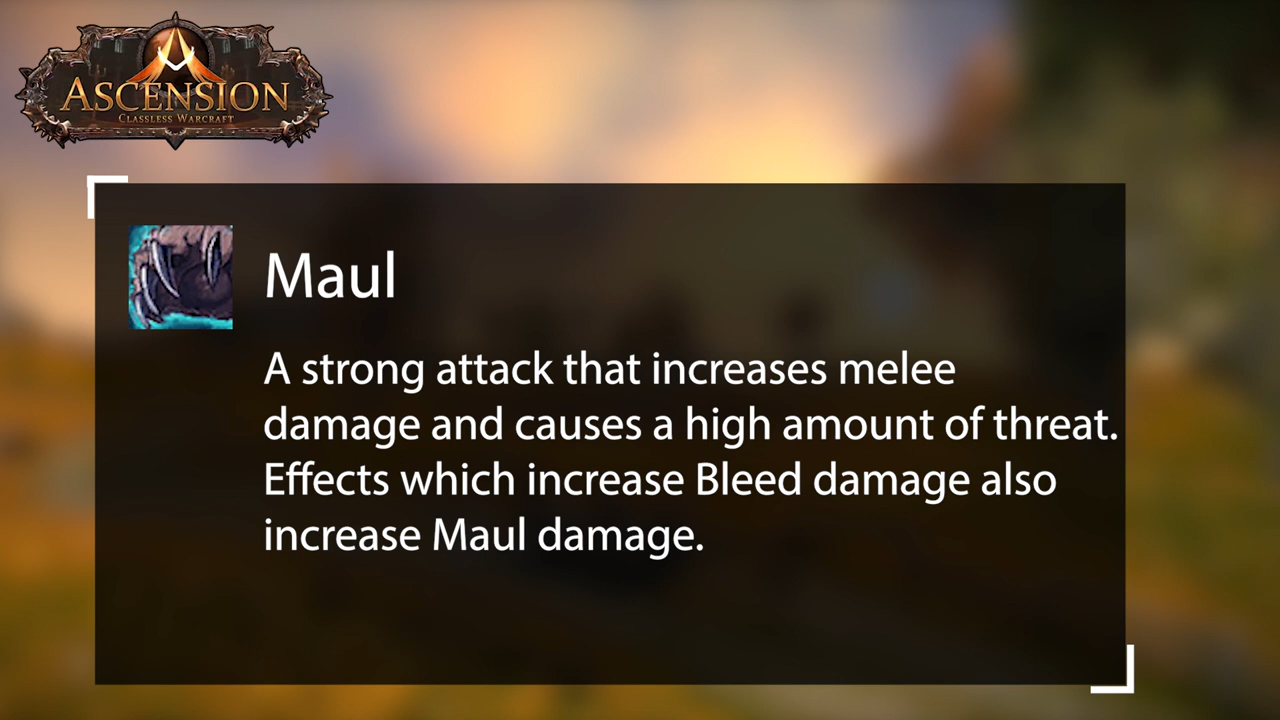 ASCENSION
CLASSLESS WARCRAFT
Maul
A strong attack that increases melee
damage and causes a high amount of threat.
Effects which increase Bleed damage also
increase Maul damage.